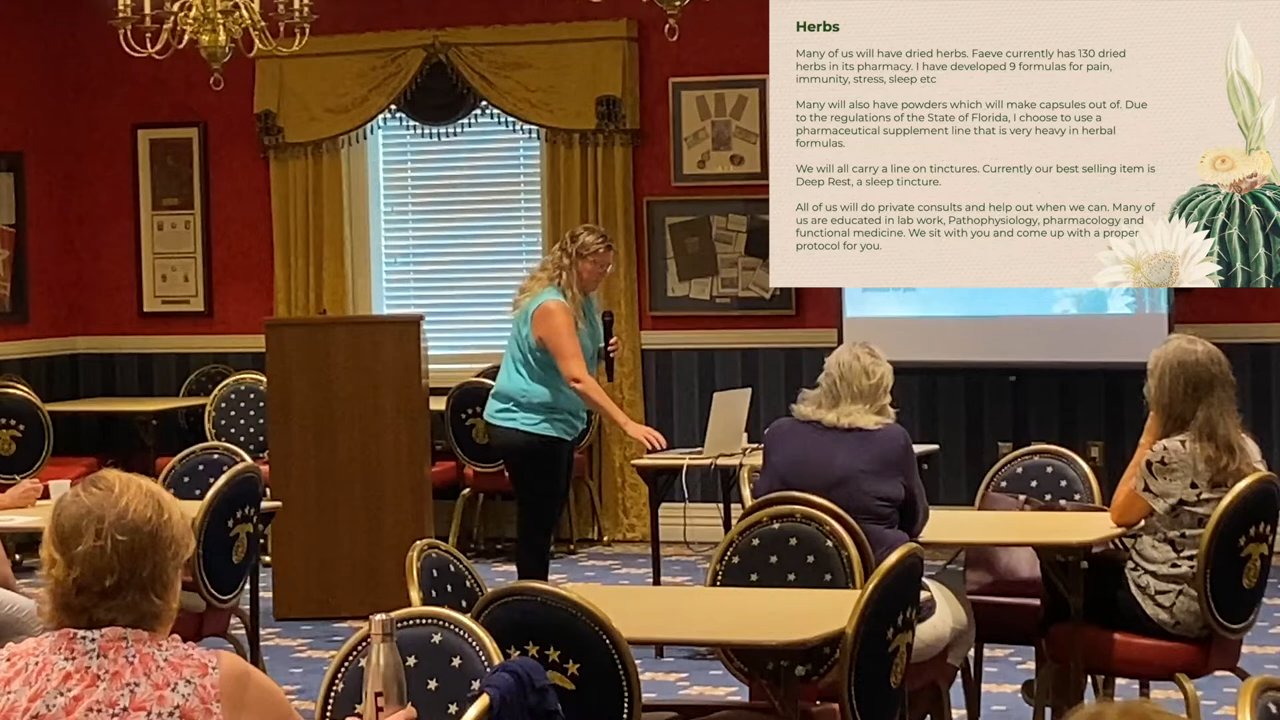 Herbs
Many of us will have dried herbs. Faeve currently has 130 dried
herbs in its pharmacy. I have developed 9 formulas for pain,
immunity, stress, sleep etc
Many will also have powders which will make capsules out of. Due
to the regulations of the State of Florida, I choose to use a
pharmaceutical supplement line that is very heavy in herbal
formulas.
We will all carry a line on tinctures. Currently our best selling item is
Deep Rest, a sleep tincture.
All of us will do private consults and help out when we can. Many of
us are educated in lab work, Pathophysiology, pharmacology and
functional medicine. We sit with you and come up with a proper
protocol for you.